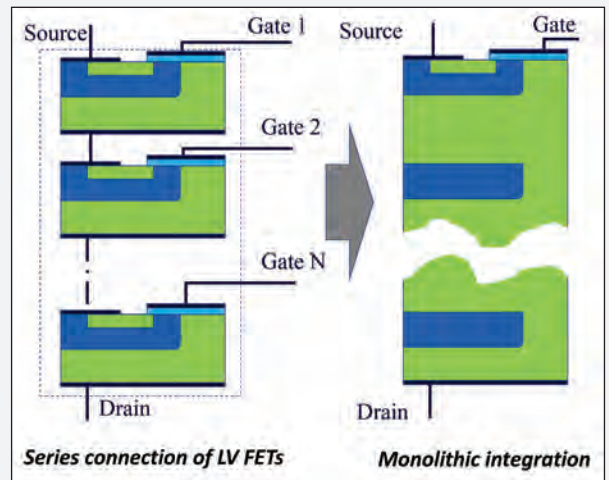 Source
Gate 1
Gate 2
Gate N
Drain
Series connection of LV FETs
Source
Gate
Drain
Monolithic integration